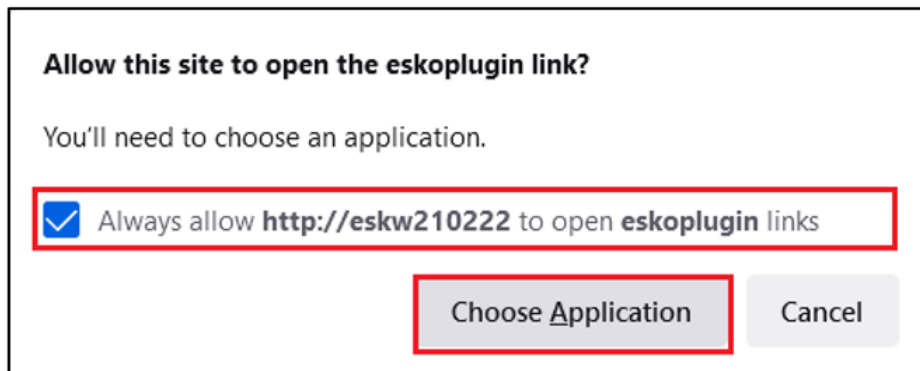 Allow this site to open the eskoplugin link?
You'll need to choose an application.
Always allow http://eskw210222 to open eskoplugin links
Choose Application
Cancel